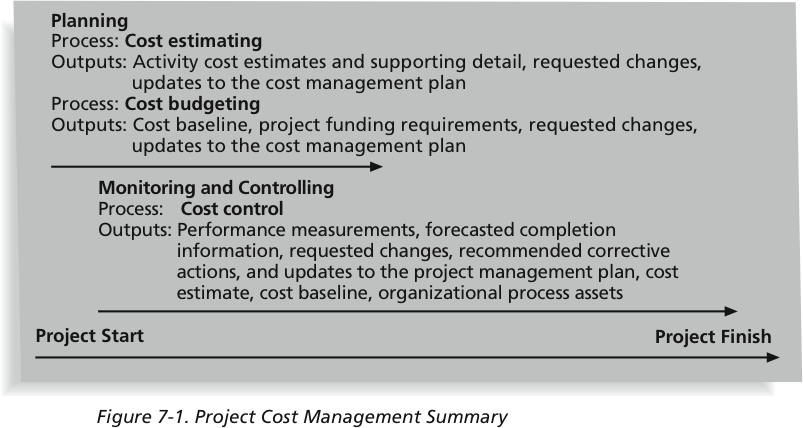 Planning
Process: Cost estimating
Outputs: Activity cost estimates and supporting detail, requested changes,
updates to the cost management plan
Process: Cost budgeting
Outputs: Cost baseline, project funding requirements, requested changes,
updates to the cost management plan
Monitoring and Controlling
Process: Cost control
Outputs: Performance measurements, forecasted completion
information, requested changes, recommended corrective
actions, and updates to the project management plan, cost
estimate, cost baseline, organizational process assets
Project Start Project Finish
Figure 7-1. Project Cost Management Summary